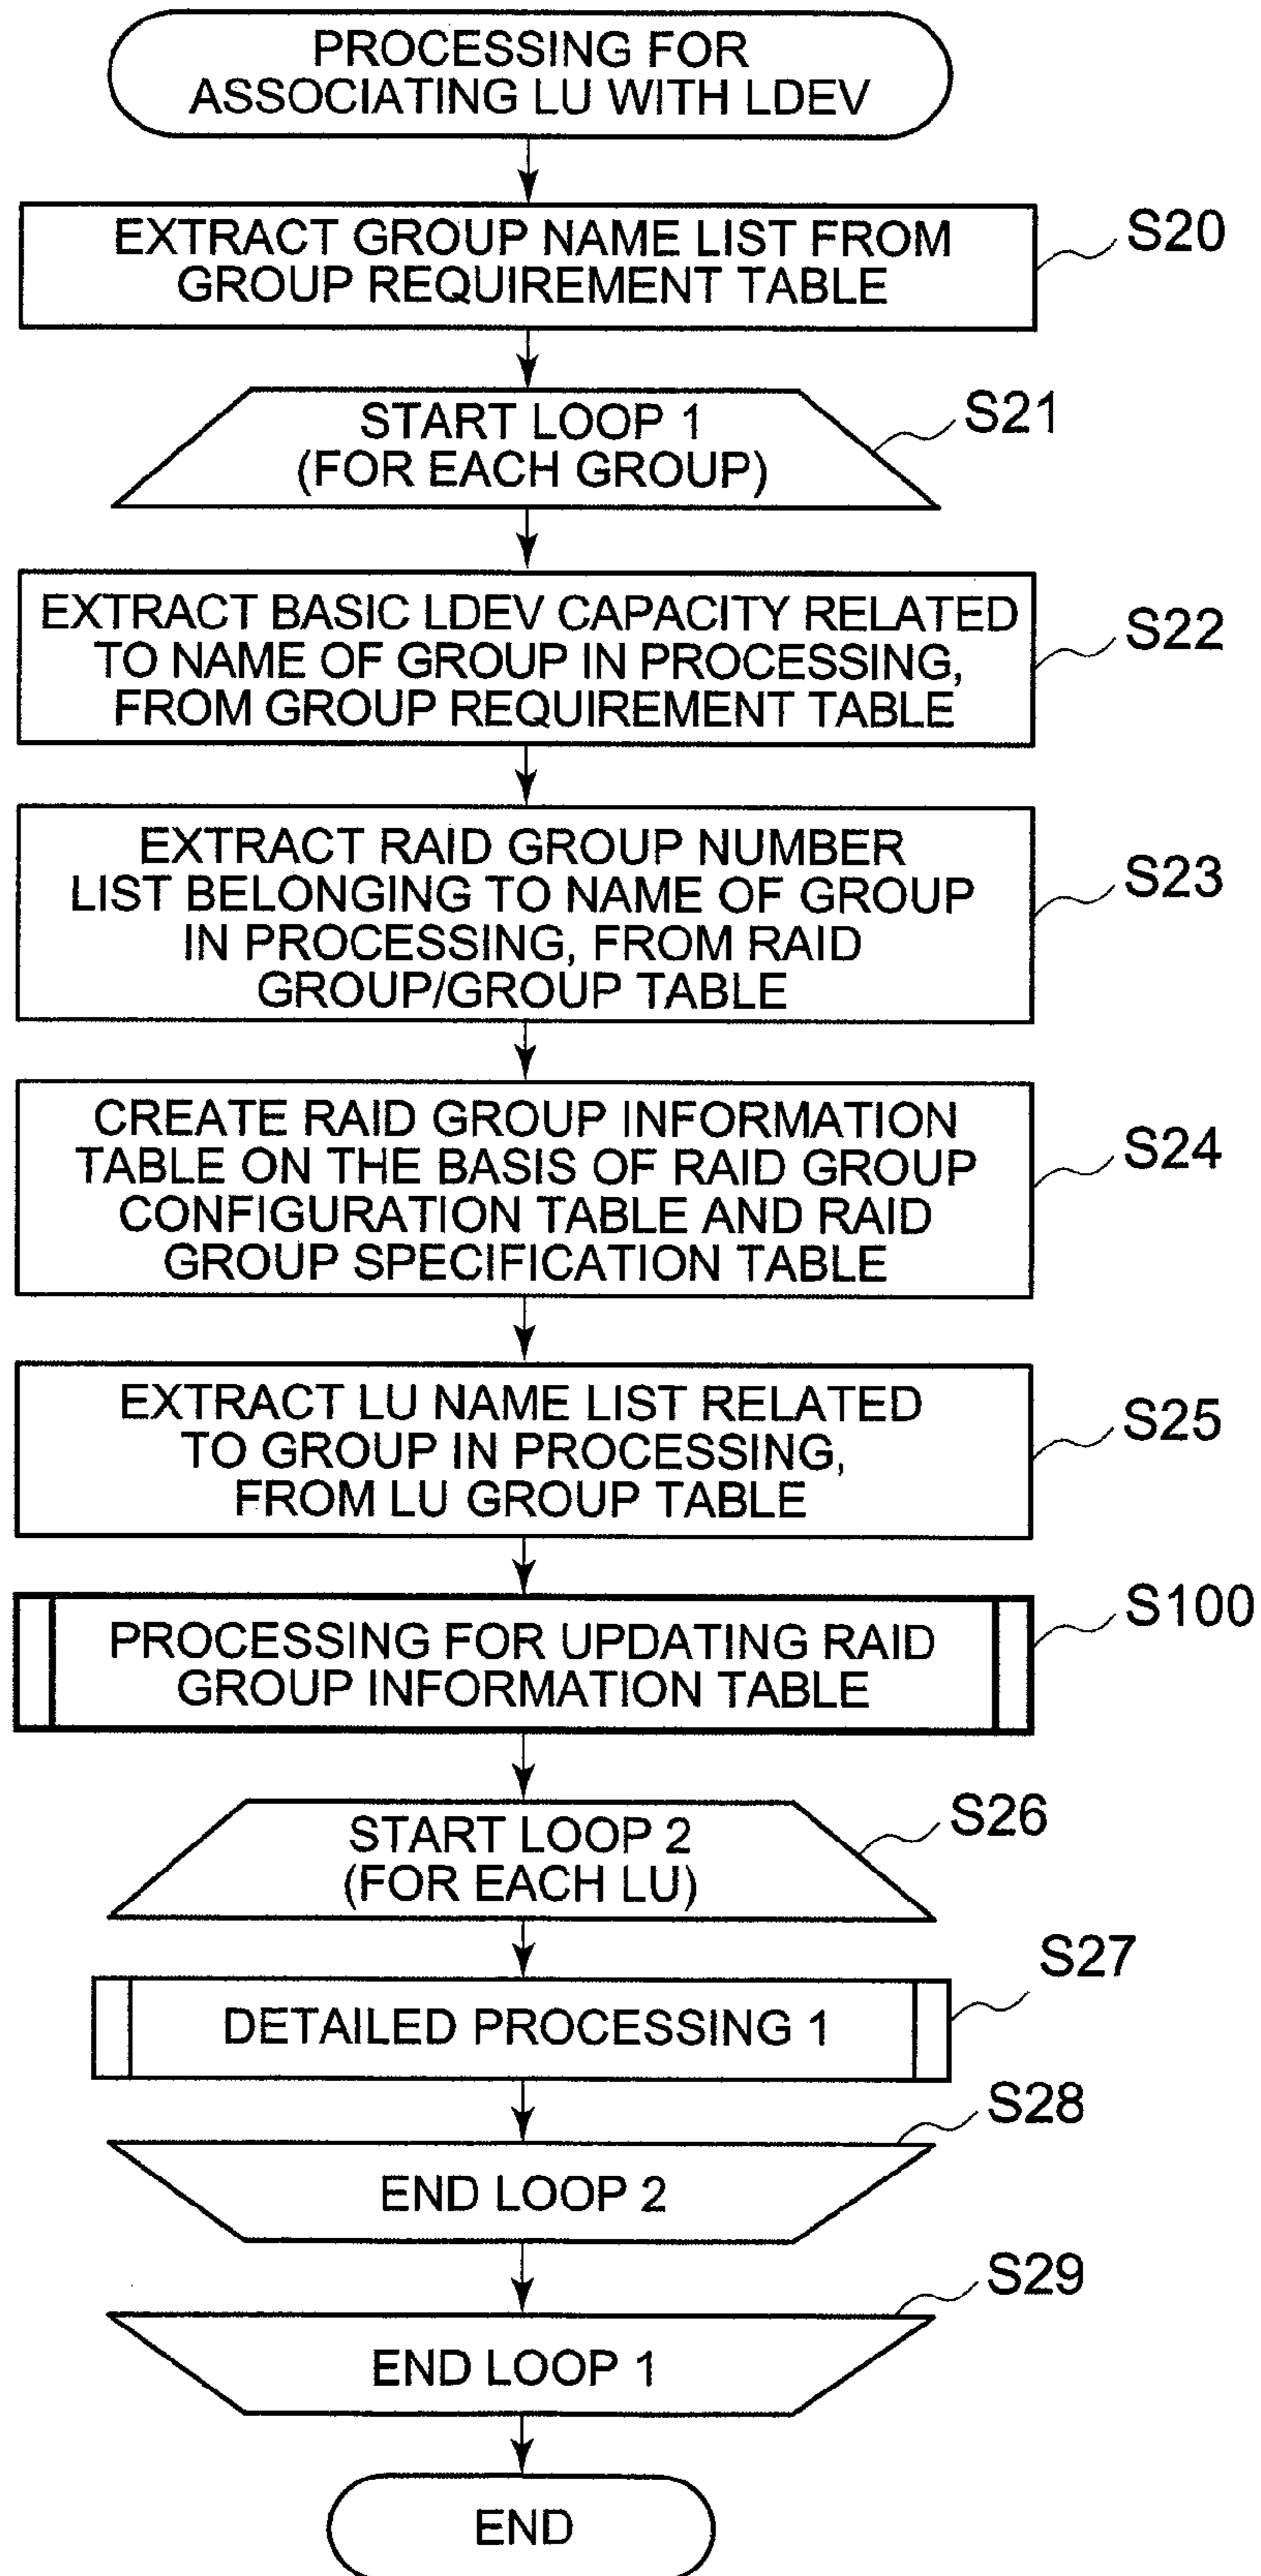 PROCESSING FOR
ASSOCIATING LU WITH LDEV
EXTRACT GROUP NAME LIST FROM
GROUP REQUIREMENT TABLE
S20
START LOOP 1
(FOR EACH GROUP)
S21
EXTRACT BASIC LDEV CAPACITY RELATED
TO NAME OF GROUP IN PROCESSING,
FROM GROUP REQUIREMENT TABLE
S22
EXTRACT RAID GROUP NUMBER
LIST BELONGING TO NAME OF GROUP
IN PROCESSING, FROM RAID
GROUP/GROUP TABLE
S23
CREATE RAID GROUP INFORMATION
TABLE ON THE BASIS OF RAID GROUP
CONFIGURATION TABLE AND RAID
GROUP SPECIFICATION TABLE
S24
EXTRACT LU NAME LIST RELATED
TO GROUP IN PROCESSING,
FROM LU GROUP TABLE
S25
PROCESSING FOR UPDATING RAID
GROUP INFORMATION TABLE
S100
START LOOP 2
(FOR EACH LU)
S26
DETAILED PROCESSING 1
S27
END LOOP 2
S28
END LOOP 1
S29
END